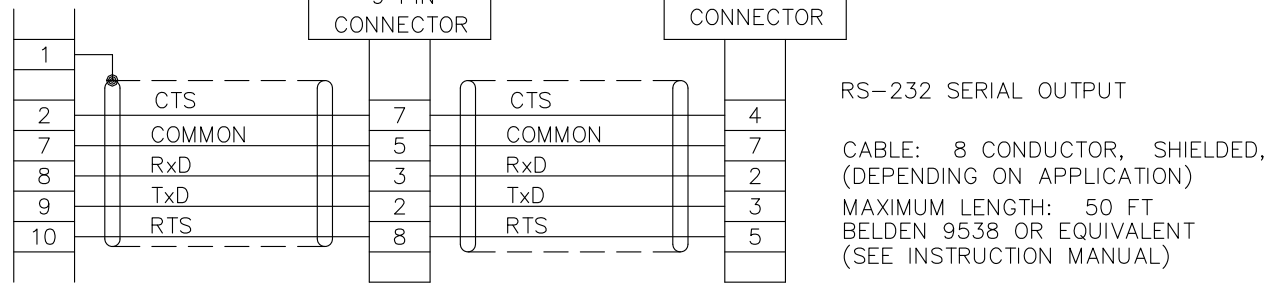 9 PIN
CONNECTOR
CONNECTOR
1
CTS
CTS
2
7
4
COMMON
COMMON
7
5
7
RxD
RxD
8
3
2
TxD
TxD
9
2
3
RTS
RTS
10
8
5
RS-232 SERIAL OUTPUT
CABLE: 8 CONDUCTOR, SHIELDED,
(DEPENDING ON APPLICATION)
MAXIMUM LENGTH: 50 FT
BELDEN 9538 OR EQUIVALENT
(SEE INSTRUCTION MANUAL)